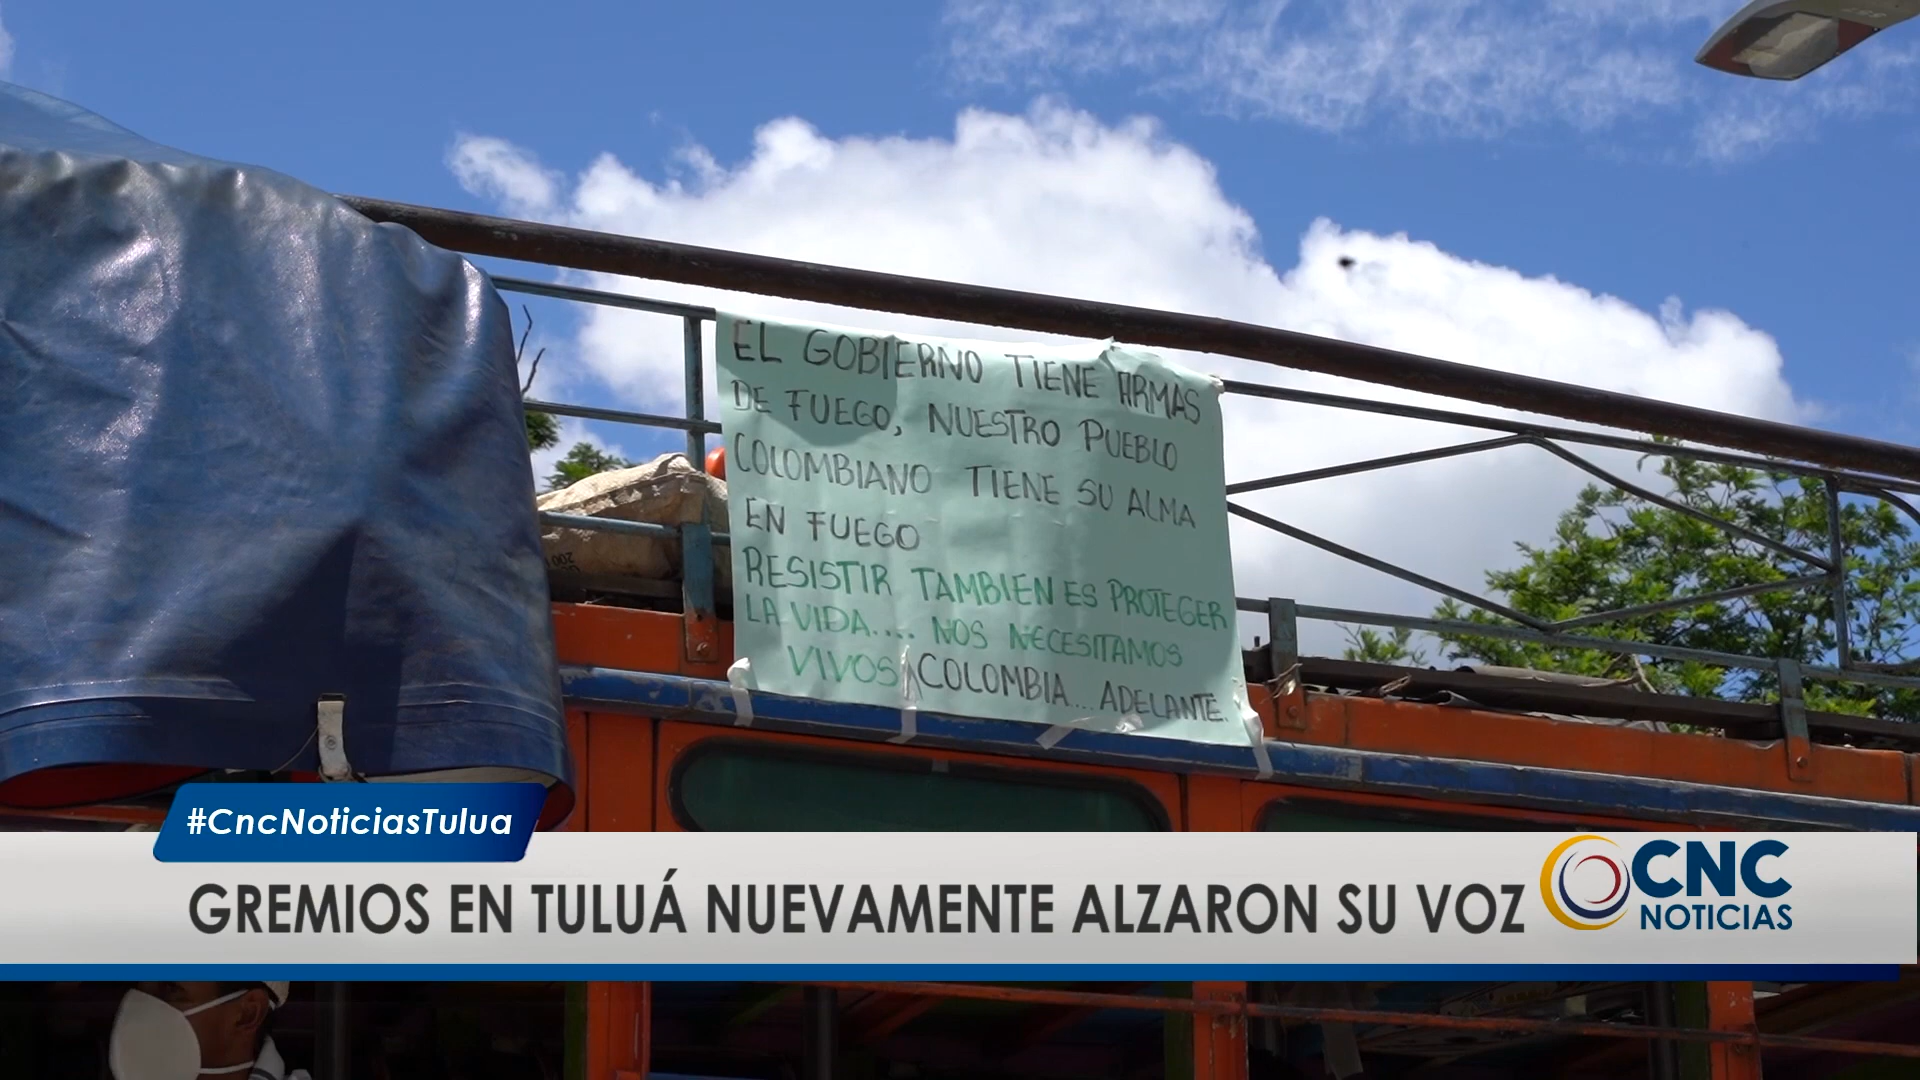 EL GOBIERNO TIENE ARMAS
DE FUEGO, NUESTRO PUEBLO
COLOMBIANO TIENE SU ALMA
EN FUEGO
RESISTIR TAMBIEN ES PROTEGER
LA VIDA.... NOS NECESITAMOS
VIVOS COLOMBIA... ADELANTE.
#CncNoticiasTulua
GREMIOS EN TULUÁ NUEVAMENTE ALZARON SU VOZ
CNC
NOTICIAS